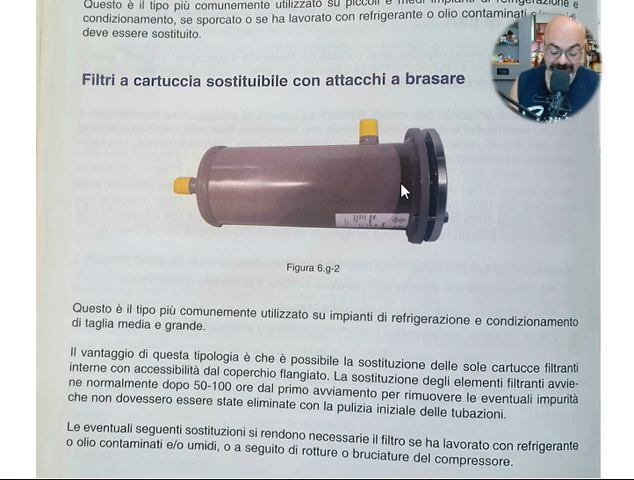 Questo è il tipo più comunemente utilizzato su piccoli e medi impianti di refrigerazione e
condizionamento, se sporcato o se ha lavorato con refrigerante o olio contaminati e/o umidi
deve essere sostituito.
Filtri a cartuccia sostituibile con attacchi a brasare
Figura 6.g-2
Questo è il tipo più comunemente utilizzato su impianti di refrigerazione e condizionamento
di taglia media e grande.
Il vantaggio di questa tipologia è che è possibile la sostituzione delle sole cartucce filtranti
interne con accessibilità dal coperchio flangiato. La sostituzione degli elementi filtranti avvie-
ne normalmente dopo 50-100 ore dal primo avviamento per rimuovere le eventuali impurità
che non dovessero essere state eliminate con la pulizia iniziale delle tubazioni.
Le eventuali seguenti sostituzioni si rendono necessarie il filtro se ha lavorato con refrigerante
o olio contaminati e/o umidi, o a seguito di rotture o bruciature del compressore.